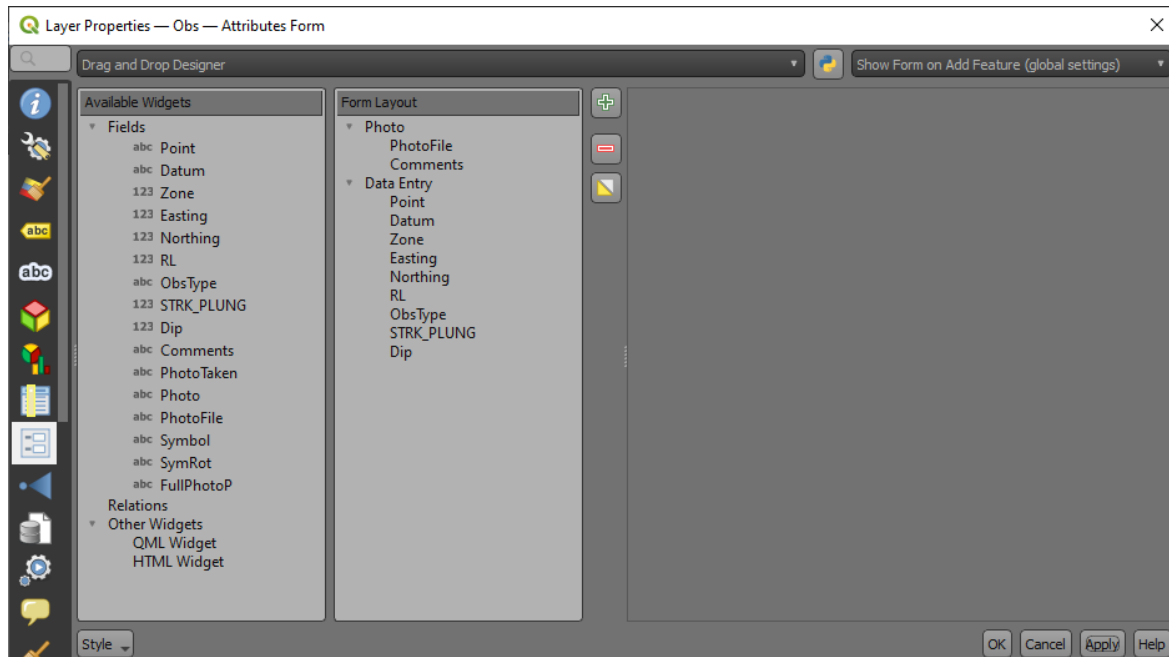 Layer Properties — Obs — Attributes Form
Drag and Drop Designer
Show Form on Add Feature (global settings)
Available Widgets
Fields
abc Point
abc Datum
123 Zone
123 Easting
123 Northing
123 RL
abc ObsType
123 STRK_PLUNG
123 Dip
abc Comments
abc PhotoTaken
abc Photo
abc PhotoFile
abc Symbol
abc SymRot
abc FullPhotoP
Relations
Other Widgets
QML Widget
HTML Widget
Form Layout
Photo
PhotoFile
Comments
Data Entry
Point
Datum
Zone
Easting
Northing
RL
ObsType
STRK_PLUNG
Dip
abc
abc
Style
OK
Cancel
Apply
Help